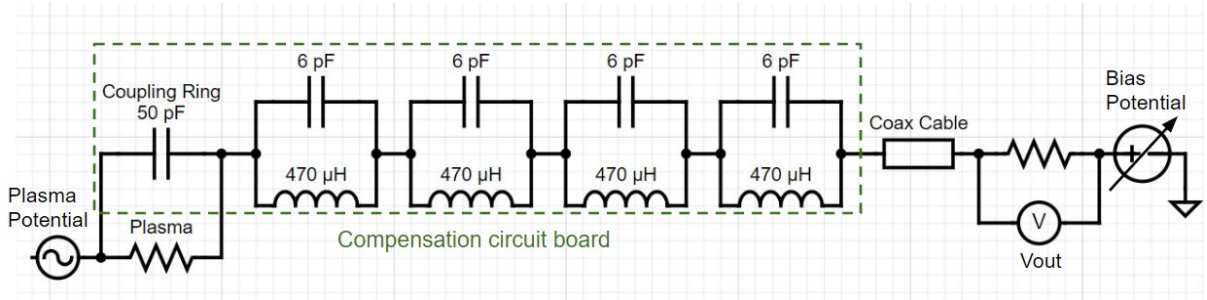 6 pF
6 pF
6 pF
6 pF
Coupling Ring
50 pF
Bias
Potential
Coax Cable
470 µH
470 µH
470 µH
470 µH
Plasma
Potential
Plasma
V
Vout
Compensation circuit board